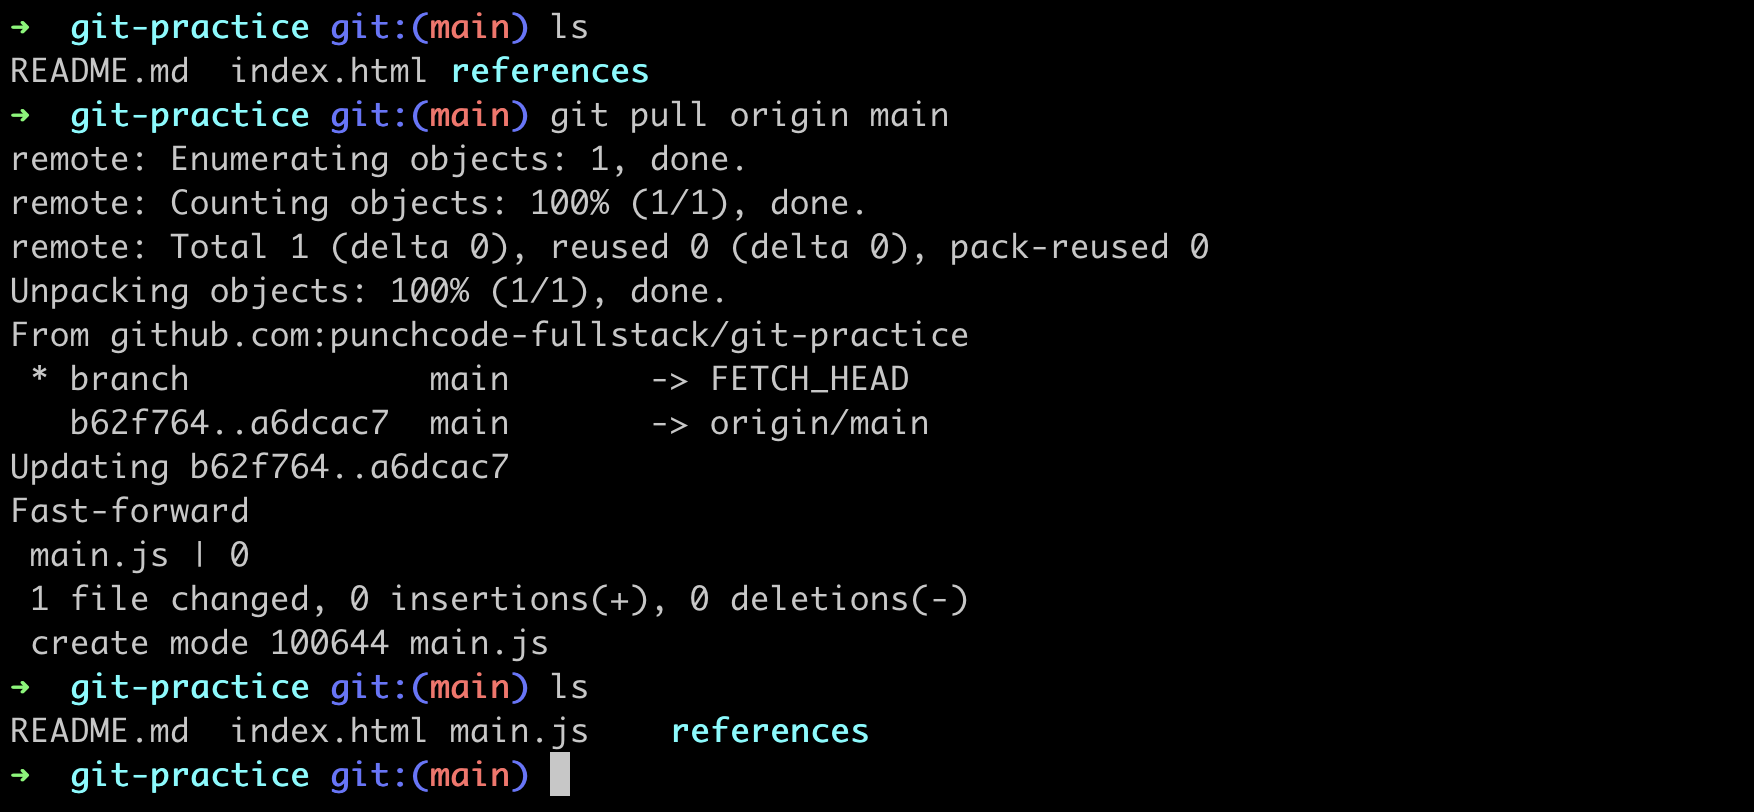 ➜  git-practice git:(main) ls
README.md  index.html references
➜  git-practice git:(main) git pull origin main
remote: Enumerating objects: 1, done.
remote: Counting objects: 100% (1/1), done.
remote: Total 1 (delta 0), reused 0 (delta 0), pack-reused 0
Unpacking objects: 100% (1/1), done.
From github.com:punchcode-fullstack/git-practice
 * branch            main       -> FETCH_HEAD
   b62f764..a6dcac7  main       -> origin/main
Updating b62f764..a6dcac7
Fast-forward
 main.js | 0
 1 file changed, 0 insertions(+), 0 deletions(-)
 create mode 100644 main.js
➜  git-practice git:(main) ls
README.md  index.html main.js    references
➜  git-practice git:(main)